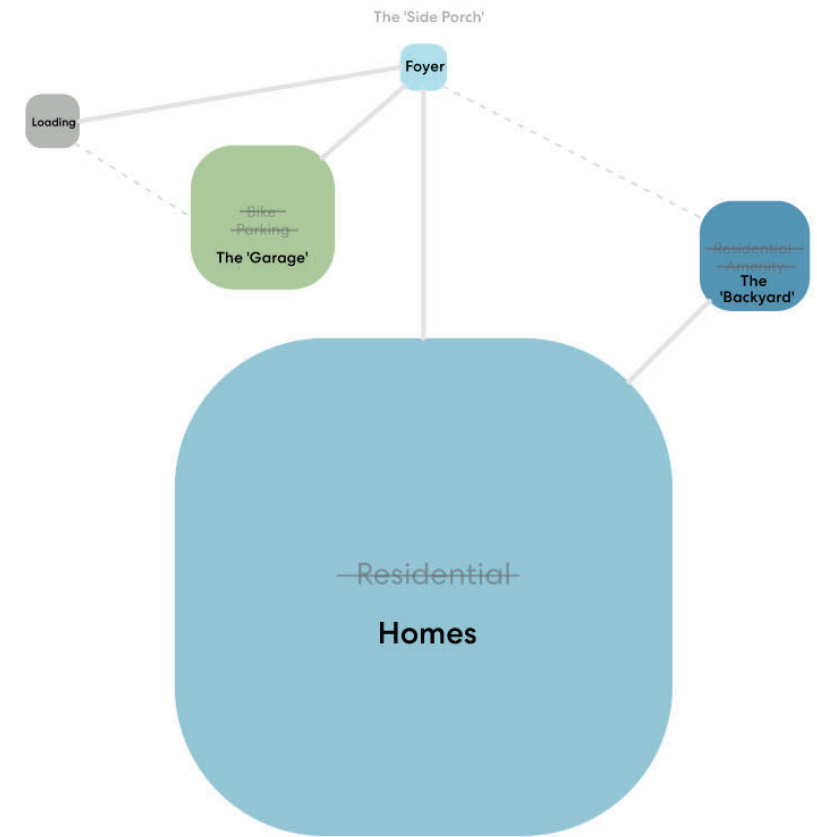 The 'Side Porch'
Foyer
Loading
Bike
Parking
The 'Garage'
Residential
Amenity
The
'Backyard'
Residential
Homes